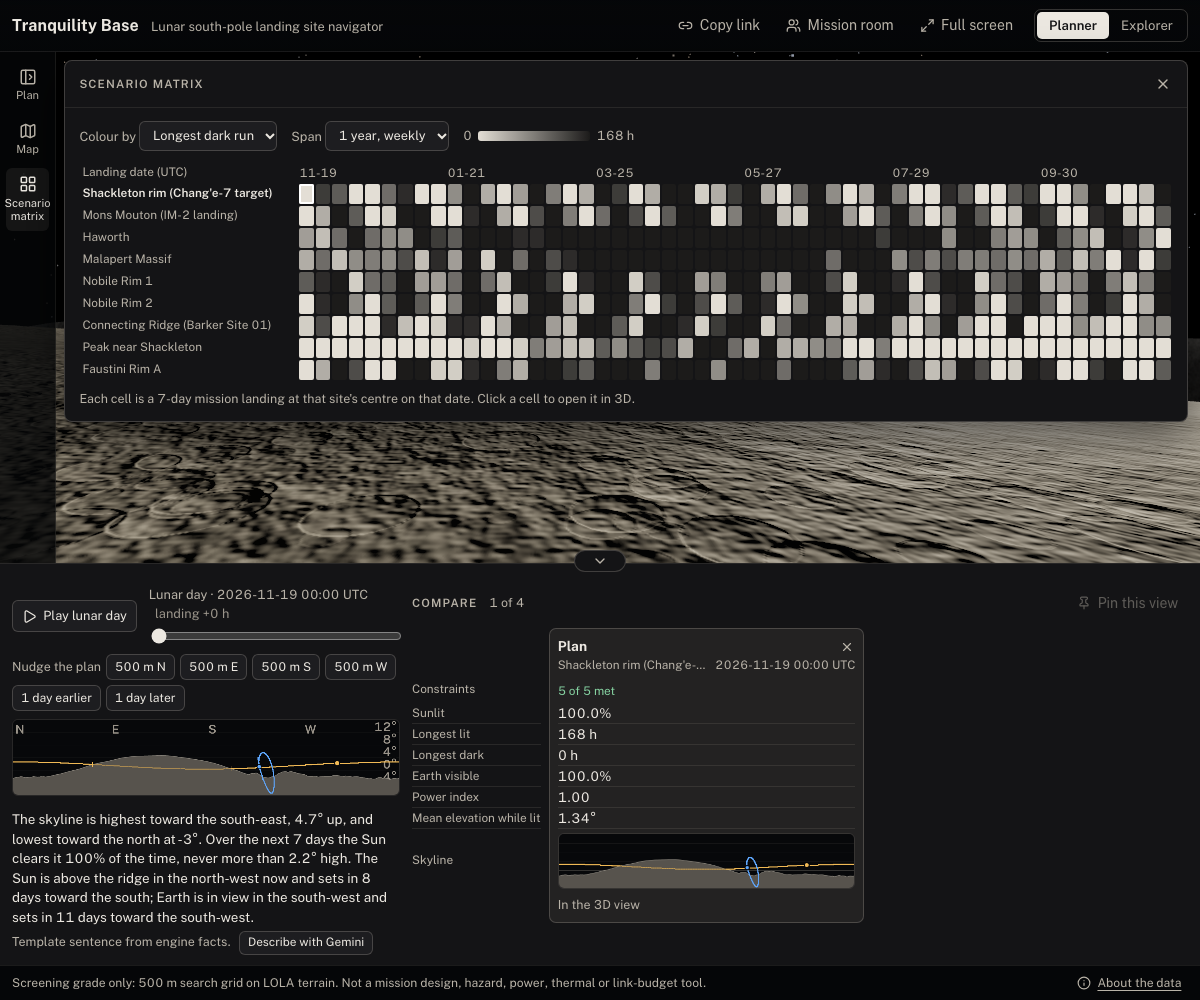 Tranquility Base Lunar south-pole landing site navigator Copy link Mission room Full screen Planner Explorer
Plan
Map
Scenario matrix
SCENARIO MATRIX
Colour by Longest dark run Span 1 year, weekly 0 168 h
Landing date (UTC) 11-19 01-21 03-25 05-27 07-29 09-30
Shackleton rim (Chang'e-7 target)
Mons Mouton (IM-2 landing)
Haworth
Malapert Massif
Nobile Rim 1
Nobile Rim 2
Connecting Ridge (Barker Site 01)
Peak near Shackleton
Faustini Rim A
Each cell is a 7-day mission landing at that site's centre on that date. Click a cell to open it in 3D.
Play lunar day
Lunar day · 2026-11-19 00:00 UTC
landing +0 h
Nudge the plan 500 m N 500 m E 500 m S 500 m W
1 day earlier 1 day later
N E S W 12°
8°
4°
0°
-4°
The skyline is highest toward the south-east, 4.7° up, and
lowest toward the north at -3°. Over the next 7 days the Sun
clears it 100% of the time, never more than 2.2° high. The
Sun is above the ridge in the north-west now and sets in 8
days toward the south; Earth is in view in the south-west and
sets in 11 days toward the south-west.
Template sentence from engine facts. Describe with Gemini
COMPARE 1 of 4 Pin this view
Plan
Shackleton rim (Chang'e-... 2026-11-19 00:00 UTC
Constraints 5 of 5 met
Sunlit 100.0%
Longest lit 168 h
Longest dark 0 h
Earth visible 100.0%
Power index 1.00
Mean elevation while lit 1.34°
Skyline
In the 3D view
Screening grade only: 500 m search grid on LOLA terrain. Not a mission design, hazard, power, thermal or link-budget tool. About the data